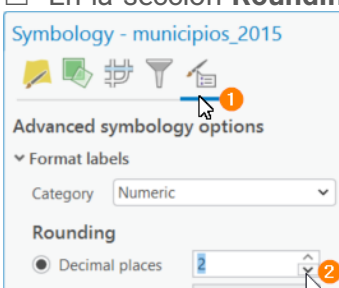 En la sección Roundin
Symbology - municipios_2015
1
Advanced symbology options
Format labels
Category Numeric
Rounding
Decimal places 2
2